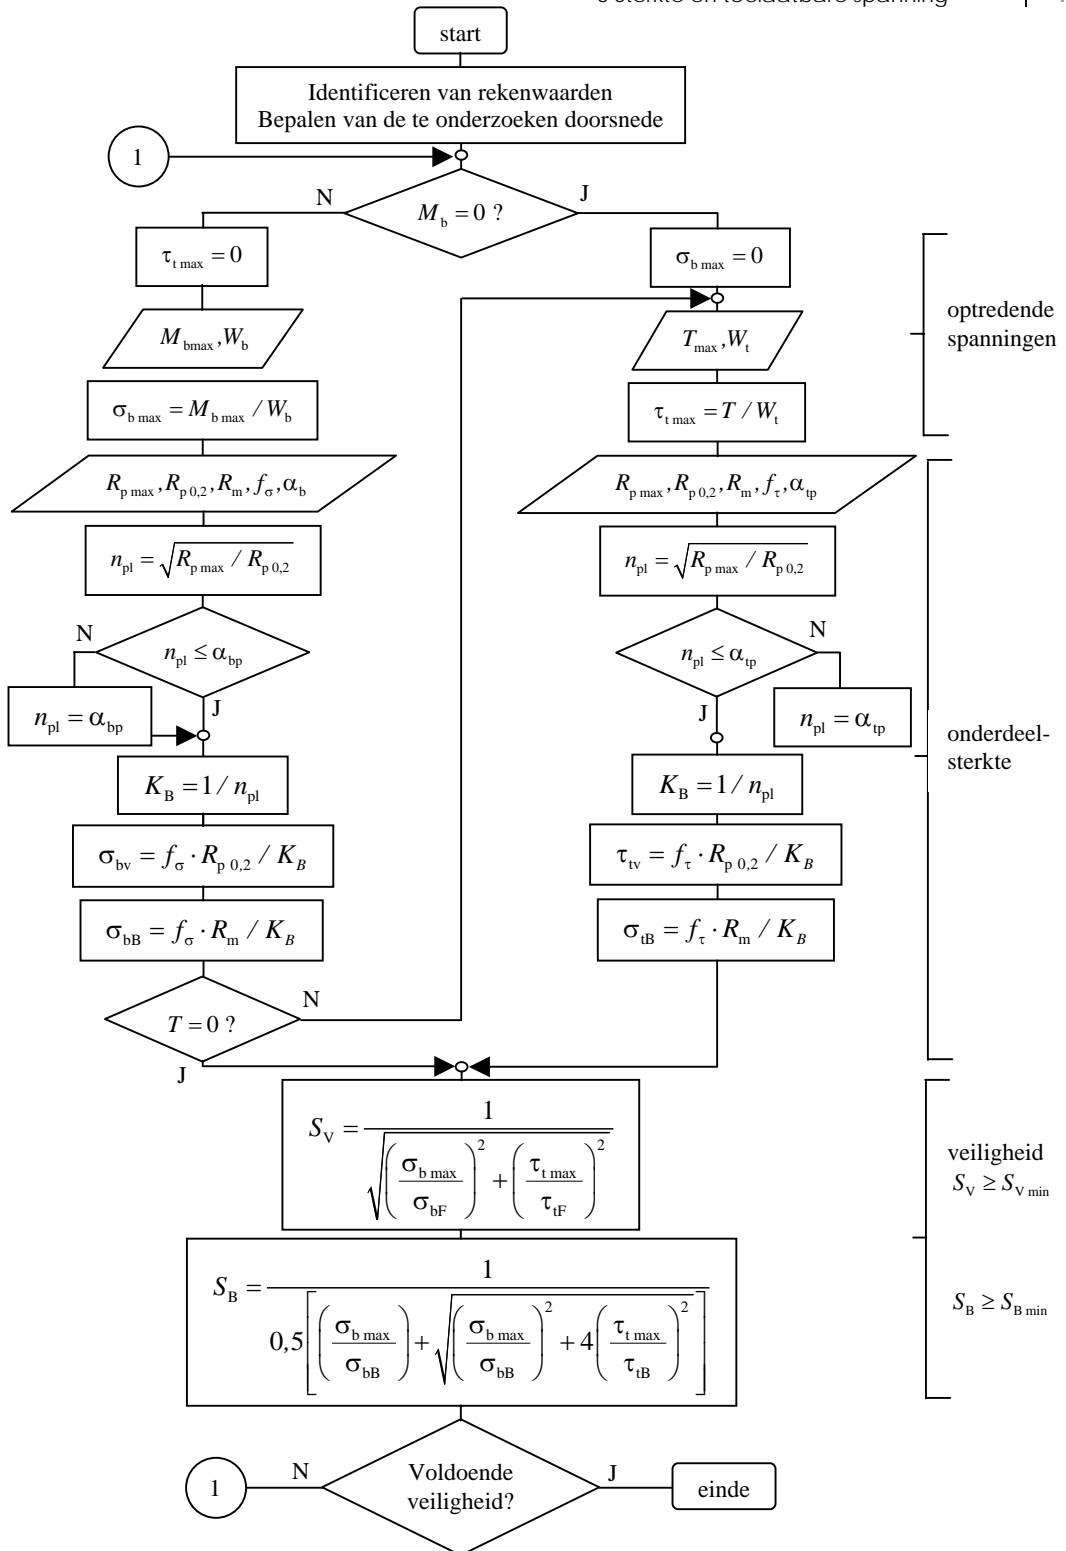 start
Identificeren van rekenwaarden
Bepalen van de te onderzoeken doorsnede
1
N
J
M_b = 0 ?
τ_t max = 0
σ_b max = 0
M_bmax, W_b
T_max, W_t
optredende
spanningen
σ_b max = M_b max / W_b
τ_t max = T / W_t
R_p max, R_p 0,2, R_m, f_σ, α_b
R_p max, R_p 0,2, R_m, f_τ, α_tp
n_pl = √(R_p max / R_p 0,2)
n_pl = √(R_p max / R_p 0,2)
N
n_pl ≤ α_bp
n_pl ≤ α_tp
N
J
J
n_pl = α_bp
n_pl = α_tp
onderdeel-
sterkte
K_B = 1 / n_pl
K_B = 1 / n_pl
σ_bv = f_σ · R_p 0,2 / K_B
τ_tv = f_τ · R_p 0,2 / K_B
σ_bB = f_σ · R_m / K_B
σ_tB = f_τ · R_m / K_B
T = 0 ?
N
J
S_V = 1 / √((σ_b max / σ_bF)² + (τ_t max / τ_tF)²)
veiligheid
S_V ≥ S_V min
S_B = 1 / 0,5[(σ_b max / σ_bB) + √((σ_b max / σ_bB)² + 4(τ_t max / τ_tB)²)]
S_B ≥ S_B min
1
N
Voldoende
veiligheid?
J
einde